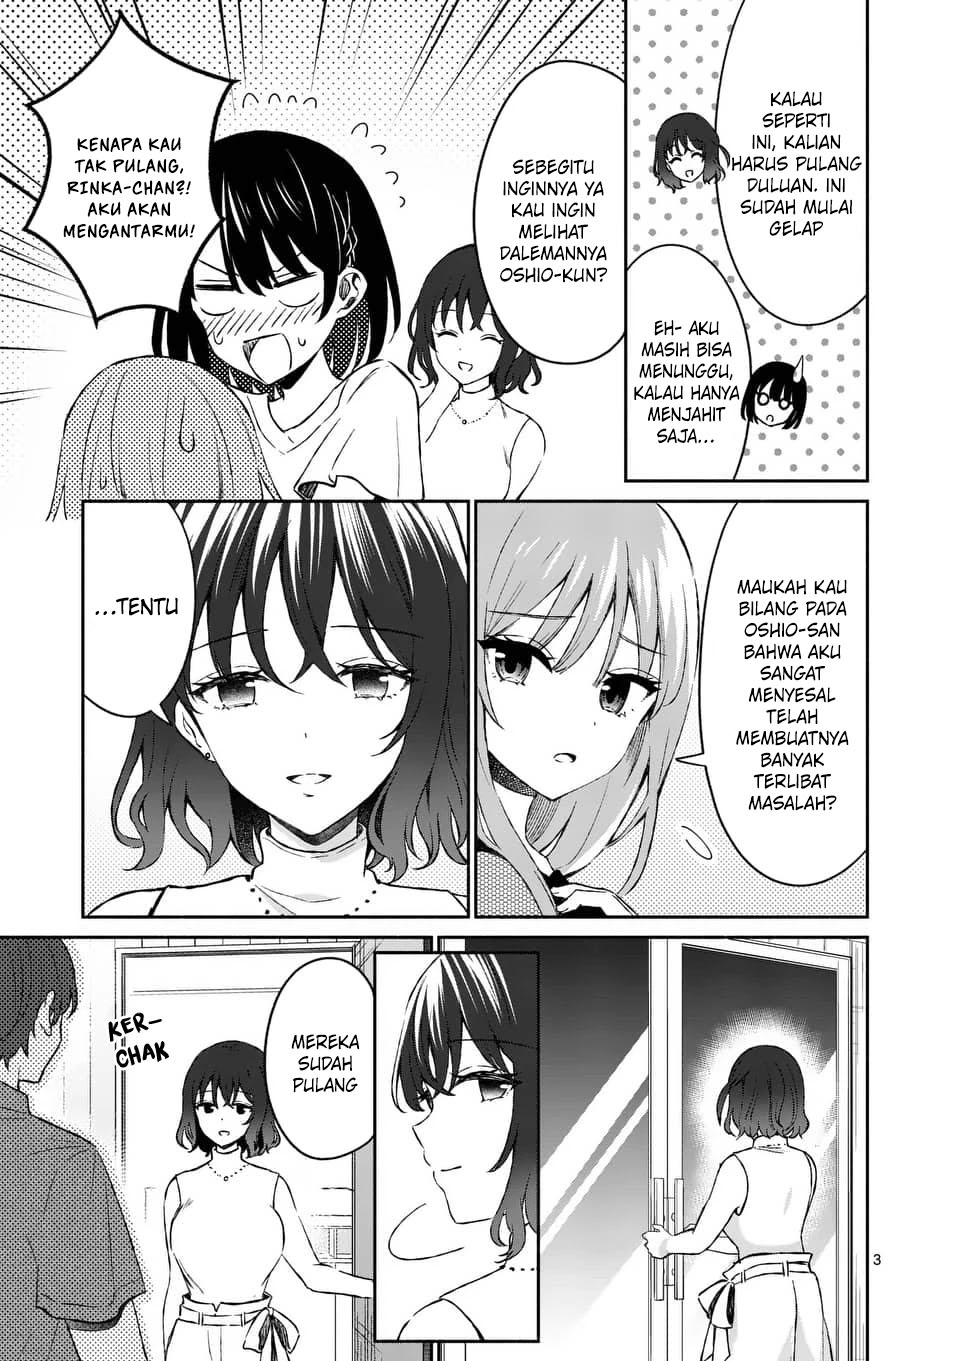 KALAU
SEPERTI
INI, KALIAN
HARUS PULANG
DULUAN. INI
SUDAH MULAI
GELAP
EH- AKU
MASIH BISA
MENUNGGU,
KALAU HANYA
MENJAHIT
SAJA...
SEBEGITU
INGINNYA YA
KAU INGIN
MELIHAT
DALEMANNYA
OSHIO-KUN?
KENAPA KAU
TAK PULANG,
RINKA-CHAN?!
AKU AKAN
MENGANTARMU!
MAUKAH KAU
BILANG PADA
OSHIO-SAN
BAHWA AKU
SANGAT
MENYESAL
TELAH
MEMBUATNYA
BANYAK
TERLIBAT
MASALAH?
...TENTU
MEREKA
SUDAH
PULANG
KER-
CHAK
3